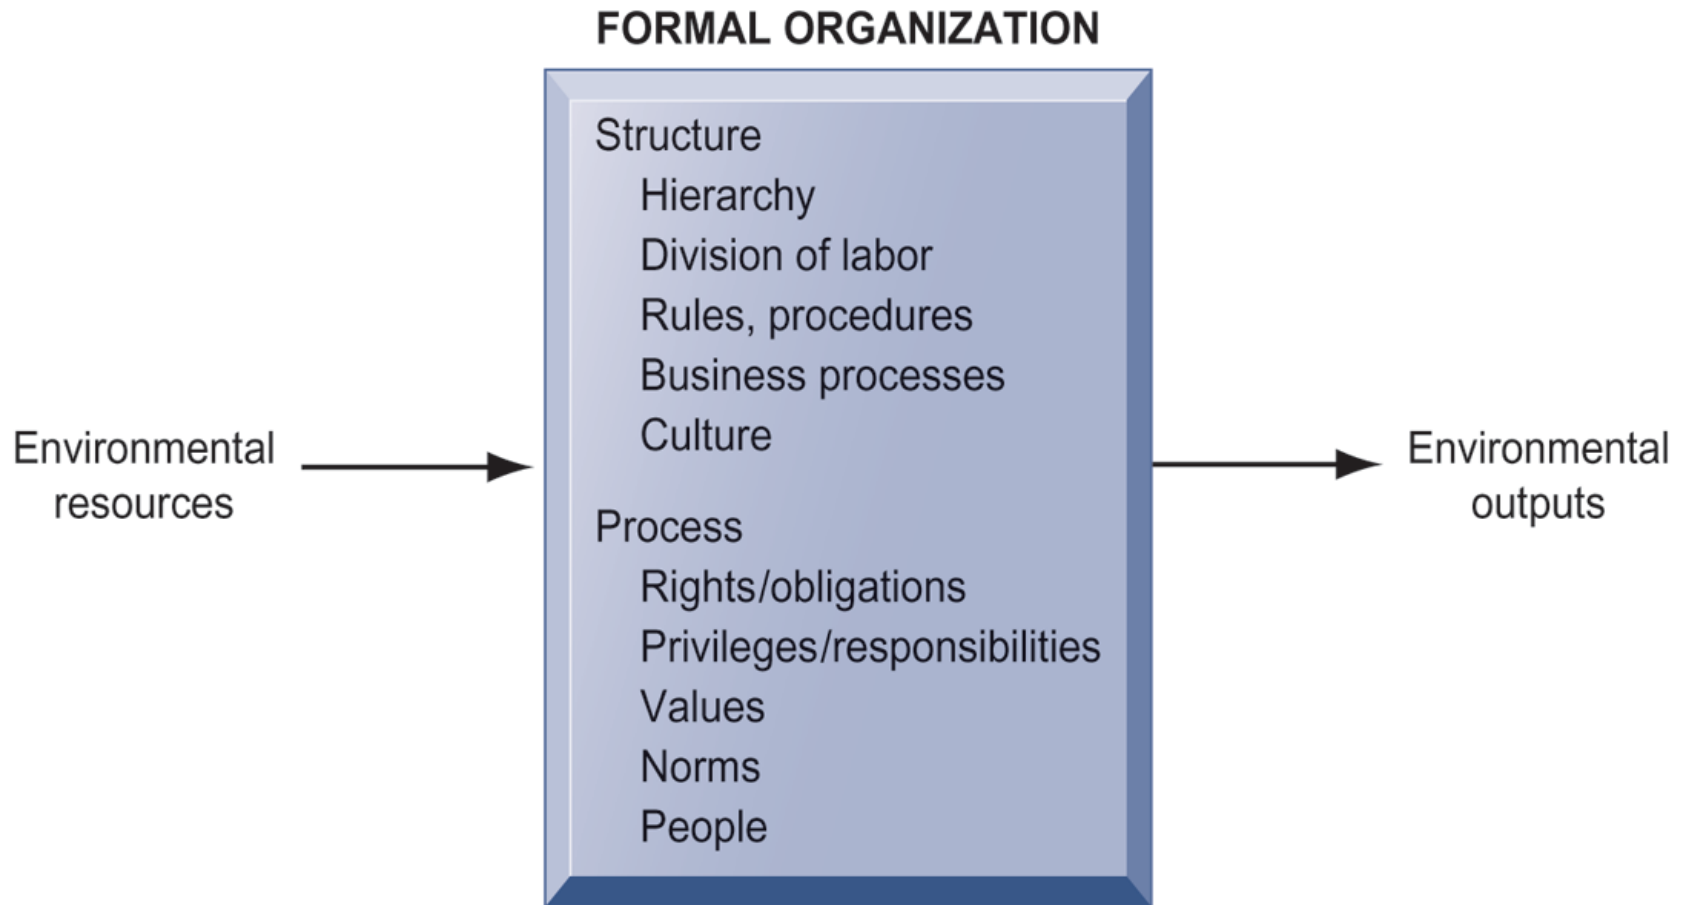 FORMAL ORGANIZATION
Structure
Hierarchy
Division of labor
Rules, procedures
Business processes
Culture
Environmental
resources
Environmental
outputs
Process
Rights/obligations
Privileges/responsibilities
Values
Norms
People